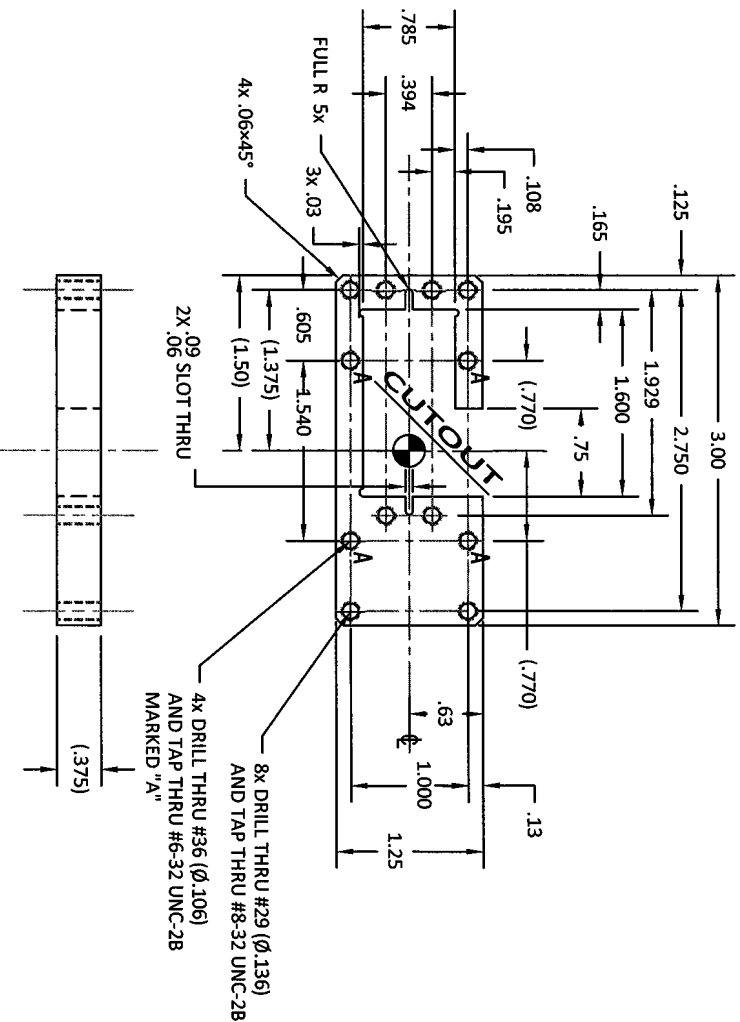 3.00
2.750
1.929
1.600
.75
(.770)
(.770)
.125
.165
.108
.195
.394
.785
FULL R 5x
3x .03
4x .06×45°
A
A
A
A
CUTOUT
.605
1.540
(1.375)
(1.50)
2X .09
.06 SLOT THRU
.63
℄
1.000
.13
1.25
8x DRILL THRU #29 (Ø.136)
AND TAP THRU #8-32 UNC-2B
4x DRILL THRU #36 (Ø.106)
AND TAP THRU #6-32 UNC-2B
MARKED "A"
(.375)